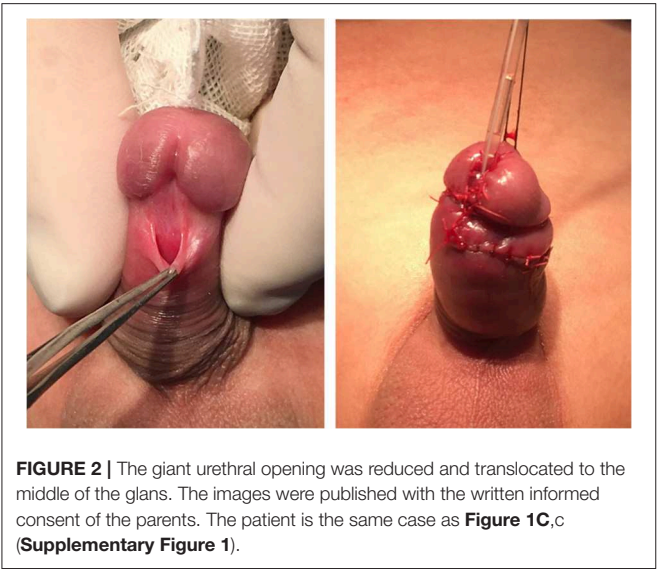 FIGURE 2 | The giant urethral opening was reduced and translocated to the
middle of the glans. The images were published with the written informed
consent of the parents. The patient is the same case as Figure 1C,c
(Supplementary Figure 1).